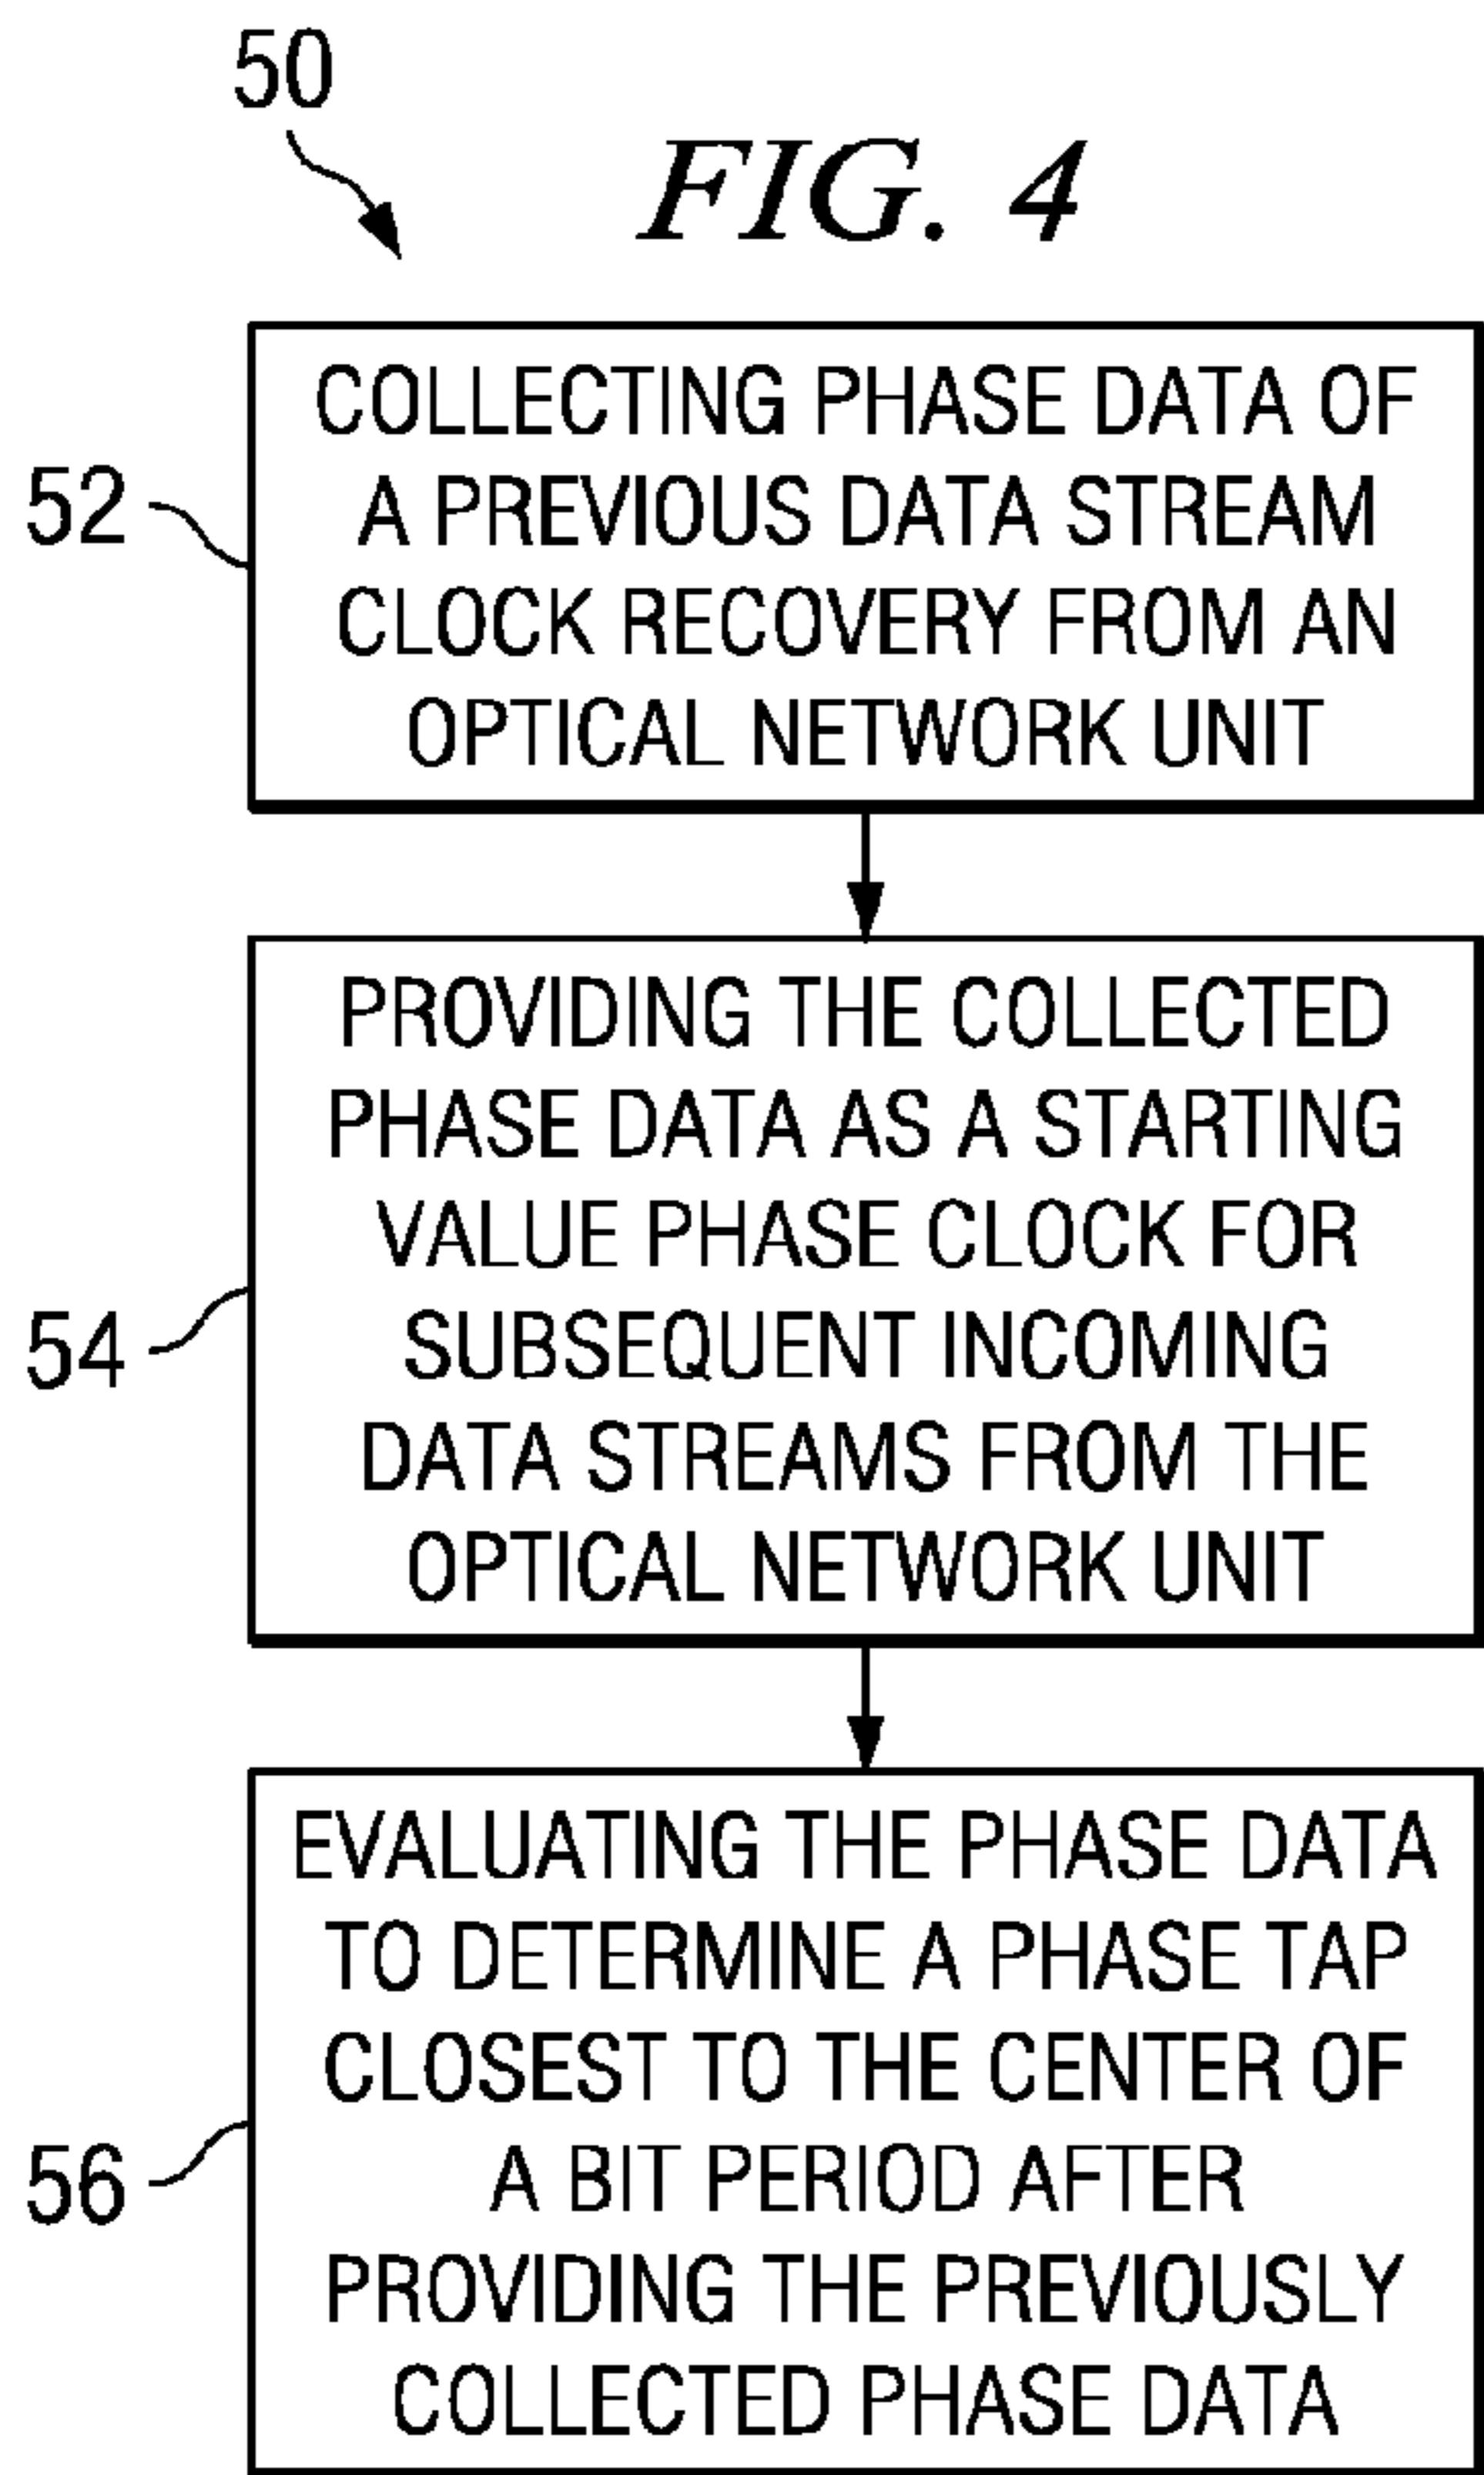 50
FIG. 4
52
COLLECTING PHASE DATA OF
A PREVIOUS DATA STREAM
CLOCK RECOVERY FROM AN
OPTICAL NETWORK UNIT
54
PROVIDING THE COLLECTED
PHASE DATA AS A STARTING
VALUE PHASE CLOCK FOR
SUBSEQUENT INCOMING
DATA STREAMS FROM THE
OPTICAL NETWORK UNIT
56
EVALUATING THE PHASE DATA
TO DETERMINE A PHASE TAP
CLOSEST TO THE CENTER OF
A BIT PERIOD AFTER
PROVIDING THE PREVIOUSLY
COLLECTED PHASE DATA